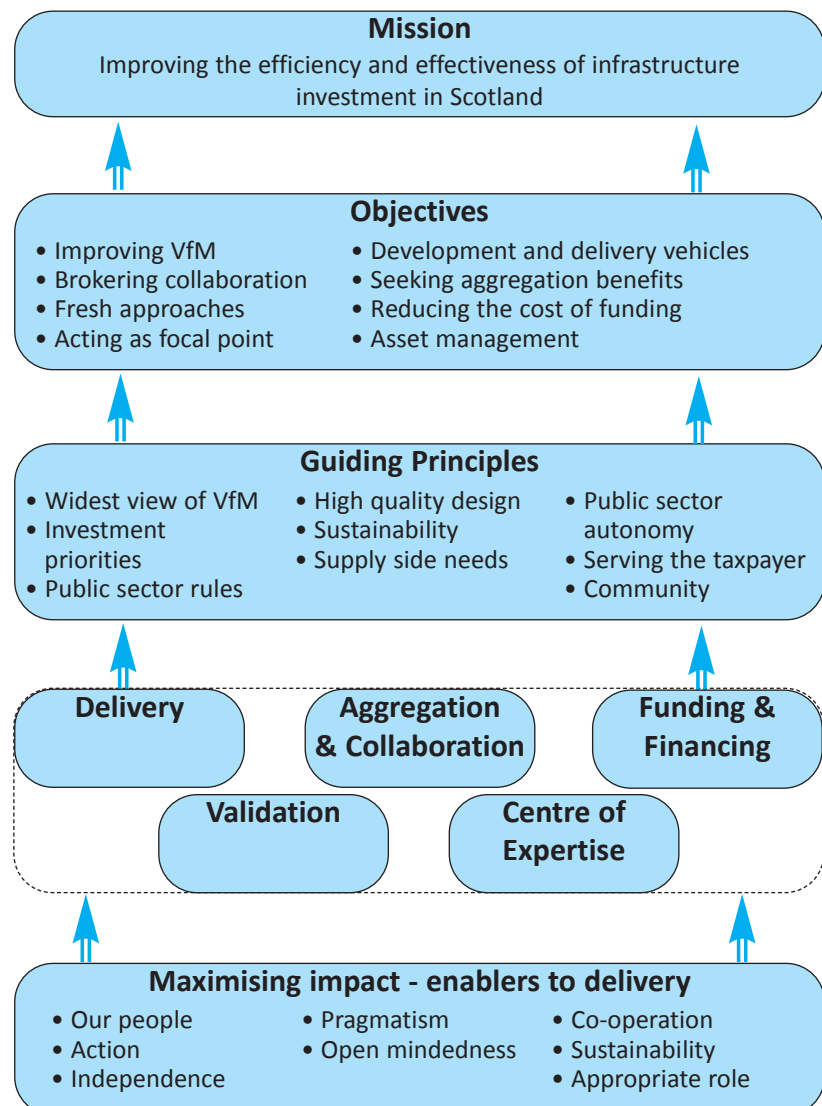 Mission
Improving the efficiency and effectiveness of infrastructure
investment in Scotland
Objectives
• Improving VfM
• Brokering collaboration
• Fresh approaches
• Acting as focal point
• Development and delivery vehicles
• Seeking aggregation benefits
• Reducing the cost of funding
• Asset management
Guiding Principles
• Widest view of VfM
• Investment
priorities
• Public sector rules
• High quality design
• Sustainability
• Supply side needs
• Public sector
autonomy
• Serving the taxpayer
• Community
Delivery
Aggregation
& Collaboration
Funding &
Financing
Validation
Centre of
Expertise
Maximising impact - enablers to delivery
• Our people
• Action
• Independence
• Pragmatism
• Open mindedness
• Co-operation
• Sustainability
• Appropriate role